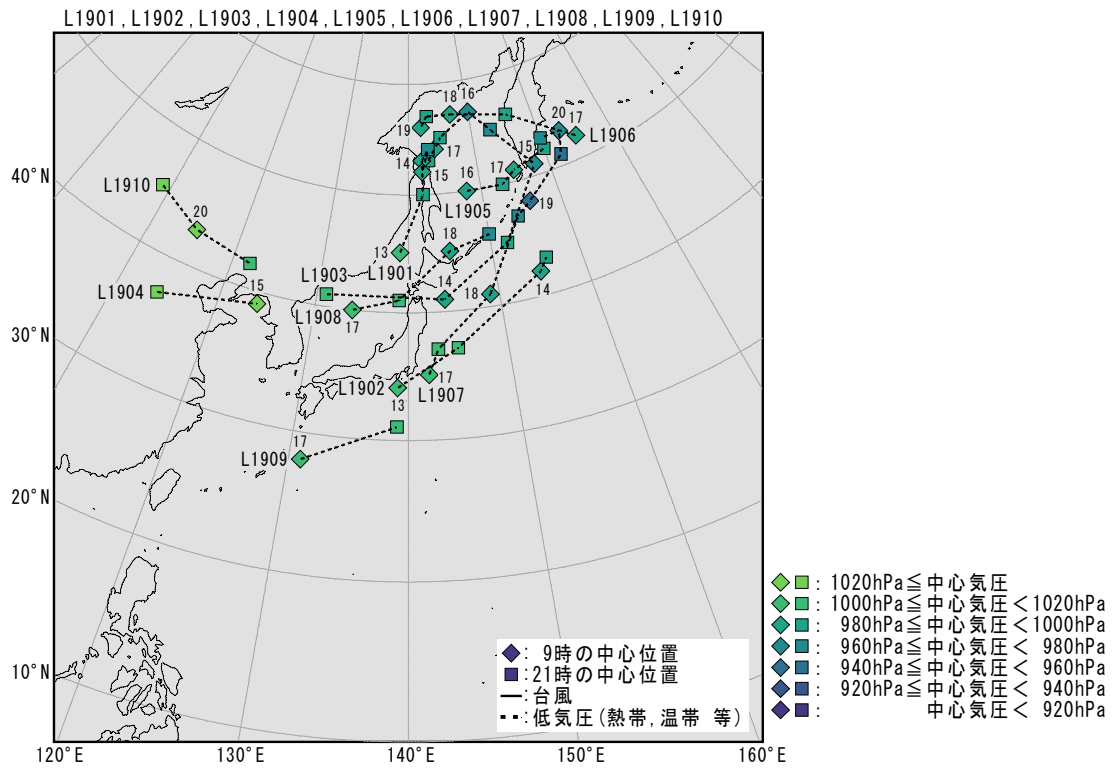 L1901,L1902,L1903,L1904,L1905,L1906,L1907,L1908,L1909,L1910
18 16
20 17
19
L1906
14
17
15
15
17
16
40°N
L1910
L1905
19
20
18
13
L1903
L1901
L1904
15
14
18
14
L1908
17
30°N
L1902
17
L1907
13
17
L1909
20°N
10°N
120°E
130°E
140°E
150°E
160°E
: 9時の中心位置
:21時の中心位置
:台風
:低気圧(熱帯,温帯 等)
: 1020hPa≦中心気圧
: 1000hPa≦中心気圧＜1020hPa
: 980hPa≦中心気圧＜1000hPa
: 960hPa≦中心気圧＜ 980hPa
: 940hPa≦中心気圧＜ 960hPa
: 920hPa≦中心気圧＜ 940hPa
: 中心気圧＜ 920hPa